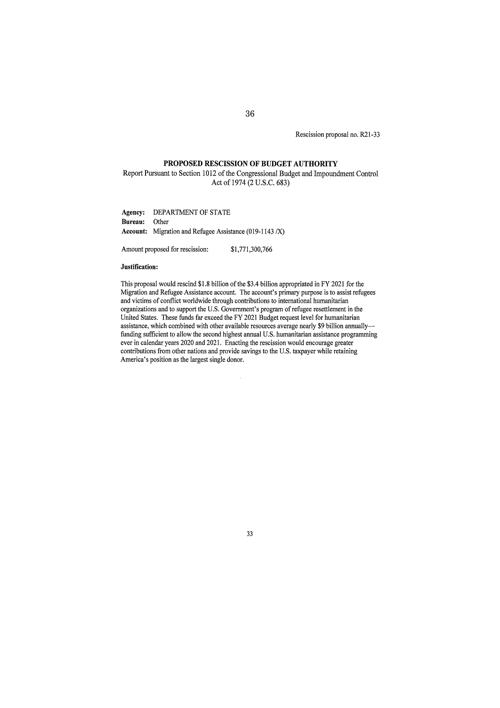 36
Rescission proposal no. R21-33
PROPOSED RESCISSION OF BUDGET AUTHORITY
Report Pursuant to Section 1012 of the Congressional Budget and Impoundment Control
Act of 1974 (2 U.S.C. 683)
Agency: DEPARTMENT OF STATE
Bureau: Other
Account: Migration and Refugee Assistance (019-1143 /X)
Amount proposed for rescission: $1,771,300,766
Justification:
This proposal would rescind $1.8 billion of the $3.4 billion appropriated in FY 2021 for the
Migration and Refugee Assistance account. The account's primary purpose is to assist refugees
and victims of conflict worldwide through contributions to international humanitarian
organizations and to support the U.S. Government's program of refugee resettlement in the
United States. These funds far exceed the FY 2021 Budget request level for humanitarian
assistance, which combined with other available resources average nearly $9 billion annually—
funding sufficient to allow the second highest annual U.S. humanitarian assistance programming
ever in calendar years 2020 and 2021. Enacting the rescission would encourage greater
contributions from other nations and provide savings to the U.S. taxpayer while retaining
America's position as the largest single donor.
33